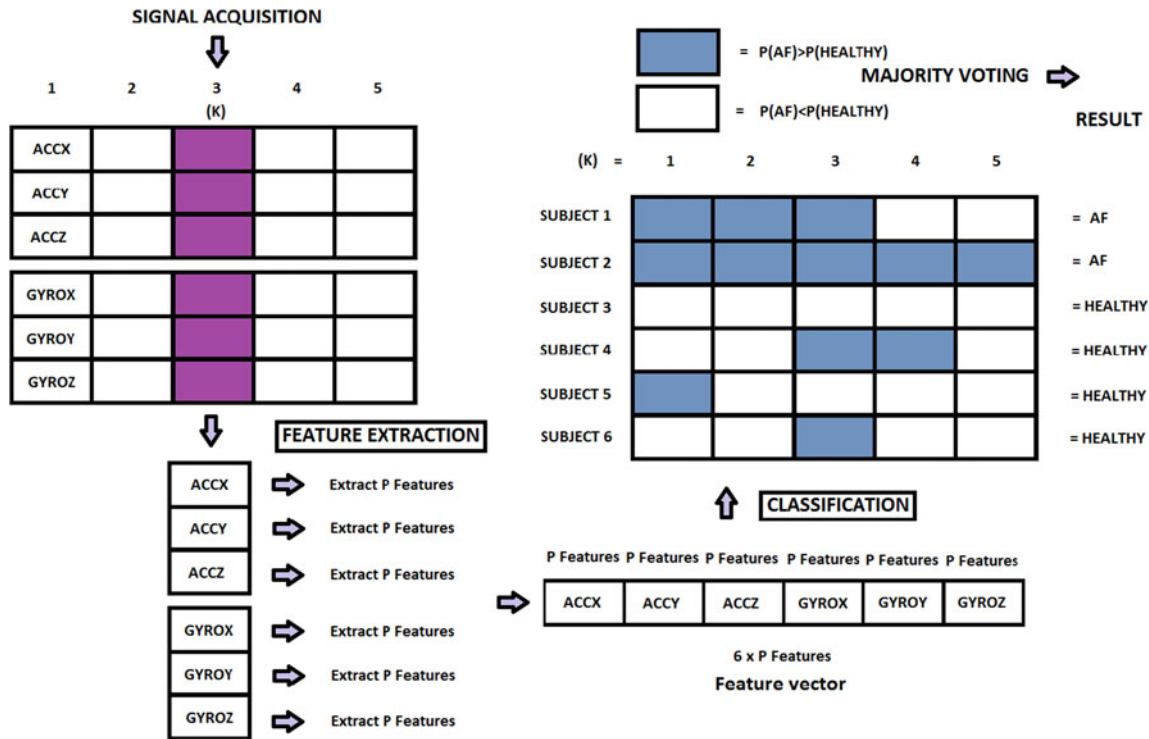 SIGNAL ACQUISITION
1 2 3 4 5
(K)
ACCX
ACCY
ACCZ
GYROX
GYROY
GYROZ
FEATURE EXTRACTION
ACCX Extract P Features
ACCY Extract P Features
ACCZ Extract P Features
GYROX Extract P Features
GYROY Extract P Features
GYROZ Extract P Features
P Features P Features P Features P Features P Features P Features
ACCX ACCY ACCZ GYROX GYROY GYROZ
6 x P Features
Feature vector
CLASSIFICATION
= P(AF)>P(HEALTHY)
= P(AF)<P(HEALTHY)
MAJORITY VOTING
RESULT
(K) = 1 2 3 4 5
SUBJECT 1 = AF
SUBJECT 2 = AF
SUBJECT 3 = HEALTHY
SUBJECT 4 = HEALTHY
SUBJECT 5 = HEALTHY
SUBJECT 6 = HEALTHY